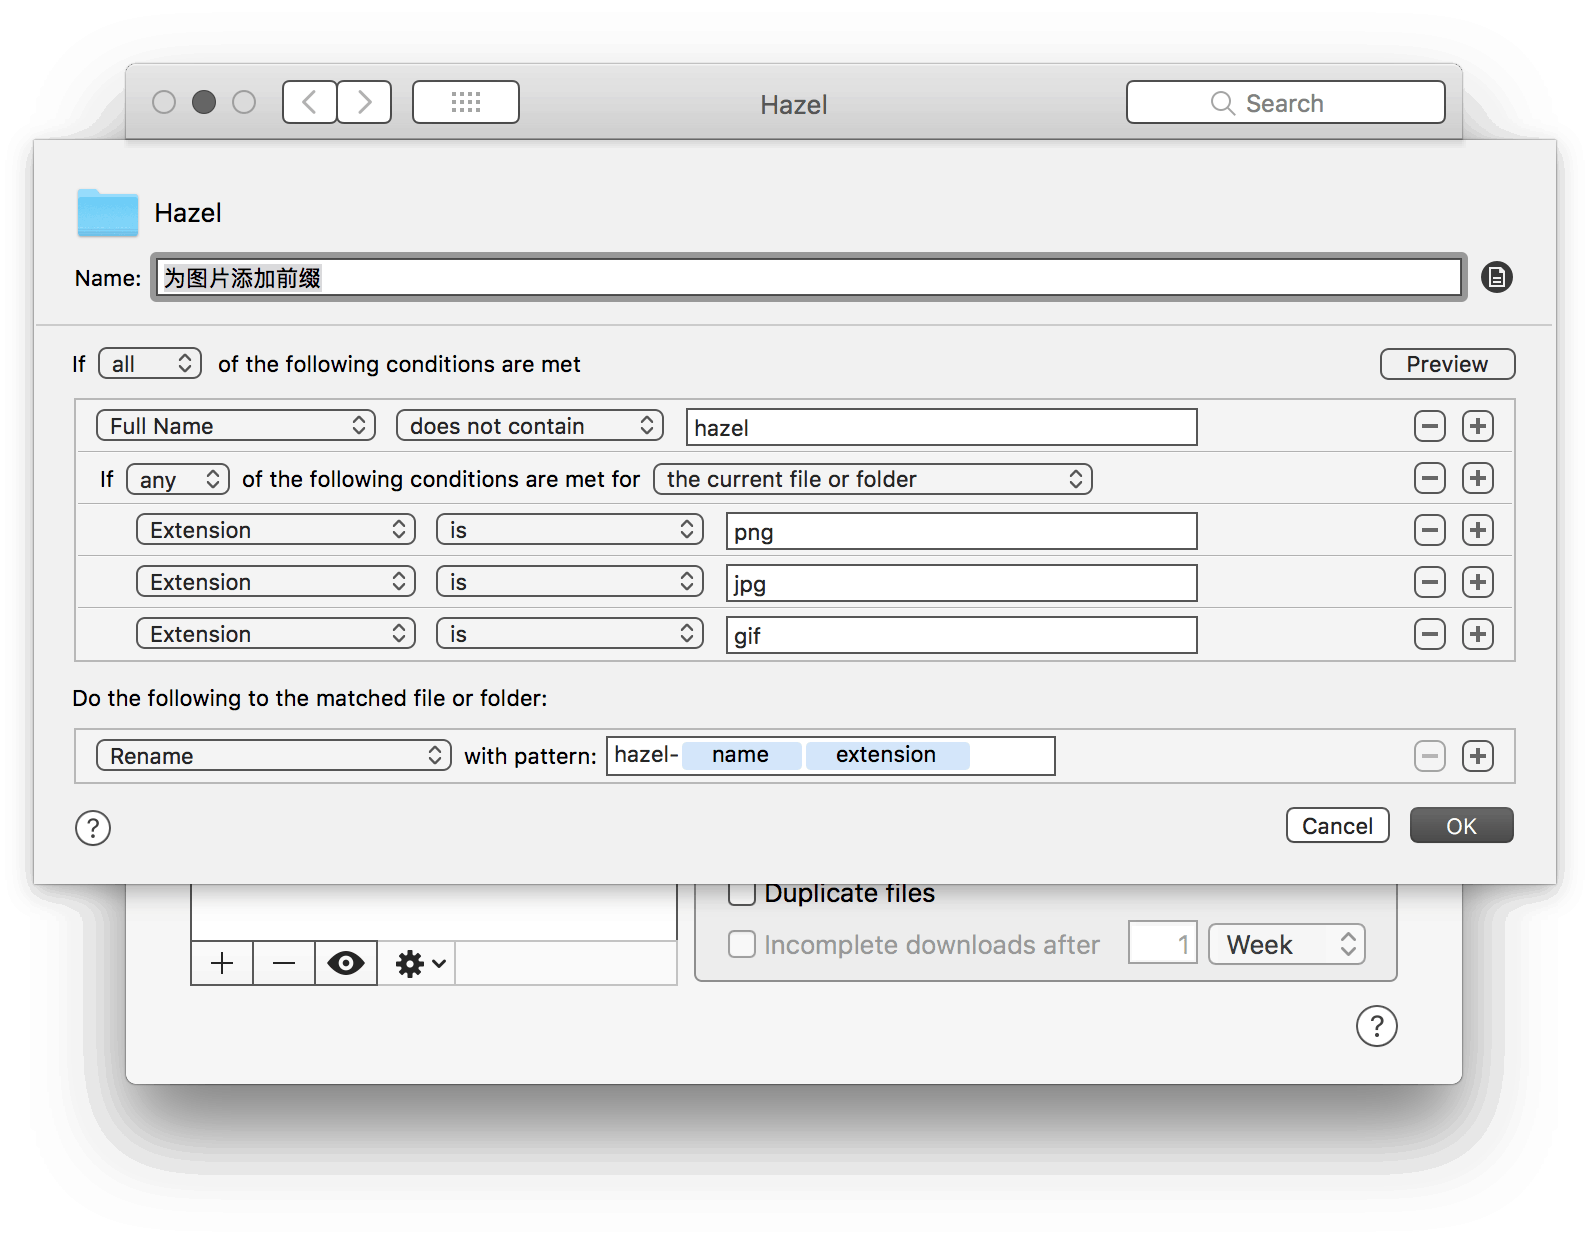 Hazel
Search
Hazel
Name: 为图片添加前缀
If all of the following conditions are met Preview
Full Name does not contain hazel
If any of the following conditions are met for the current file or folder
Extension is png
Extension is jpg
Extension is gif
Do the following to the matched file or folder:
Rename with pattern: hazel- name extension
? Cancel OK
Duplicate files
Incomplete downloads after 1 Week
?